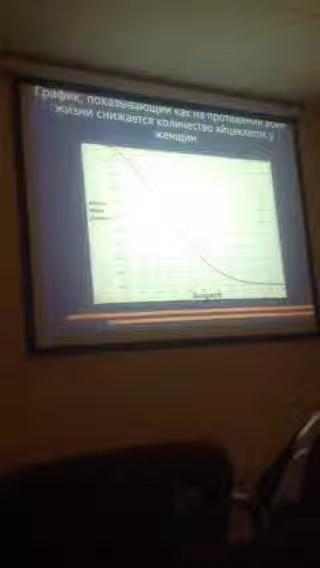 График, показывающий как на протяжении всей
жизни снижается количество яйцеклеток у
женщин